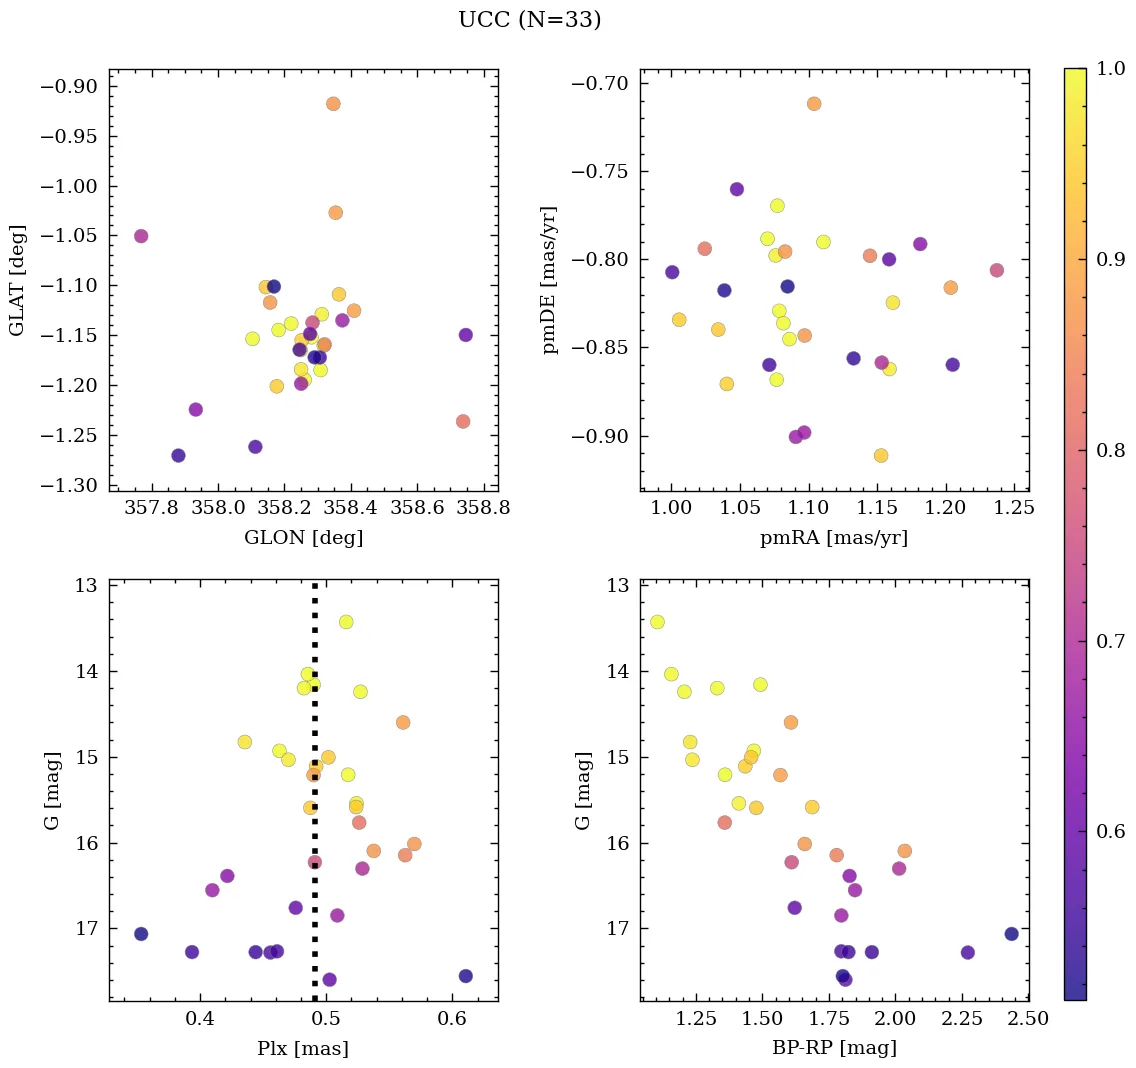 UCC (N=33)
−0.90
−0.95
−1.00
−1.05
−1.10
−1.15
−1.20
−1.25
−1.30
GLAT [deg]
357.8 358.0 358.2 358.4 358.6 358.8
GLON [deg]
−0.70
−0.75
−0.80
−0.85
−0.90
pmDE [mas/yr]
1.00 1.05 1.10 1.15 1.20 1.25
pmRA [mas/yr]
13
14
15
16
17
G [mag]
0.4 0.5 0.6
Plx [mas]
13
14
15
16
17
G [mag]
1.25 1.50 1.75 2.00 2.25 2.50
BP-RP [mag]
1.0
0.9
0.8
0.7
0.6